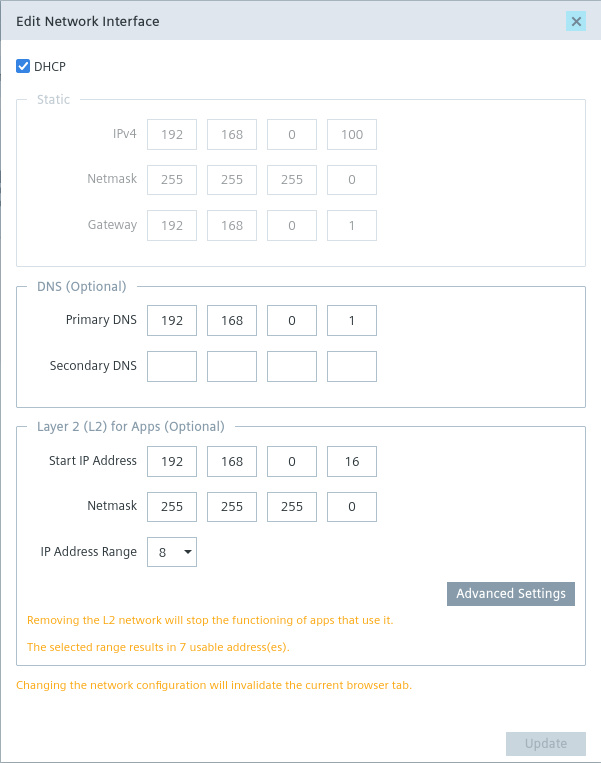 Edit Network Interface
DHCP
Static
IPv4 192 168 0 100
Netmask 255 255 255 0
Gateway 192 168 0 1
DNS (Optional)
Primary DNS 192 168 0 1
Secondary DNS
Layer 2 (L2) for Apps (Optional)
Start IP Address 192 168 0 16
Netmask 255 255 255 0
IP Address Range 8
Advanced Settings
Removing the L2 network will stop the functioning of apps that use it.
The selected range results in 7 usable address(es).
Changing the network configuration will invalidate the current browser tab.
Update